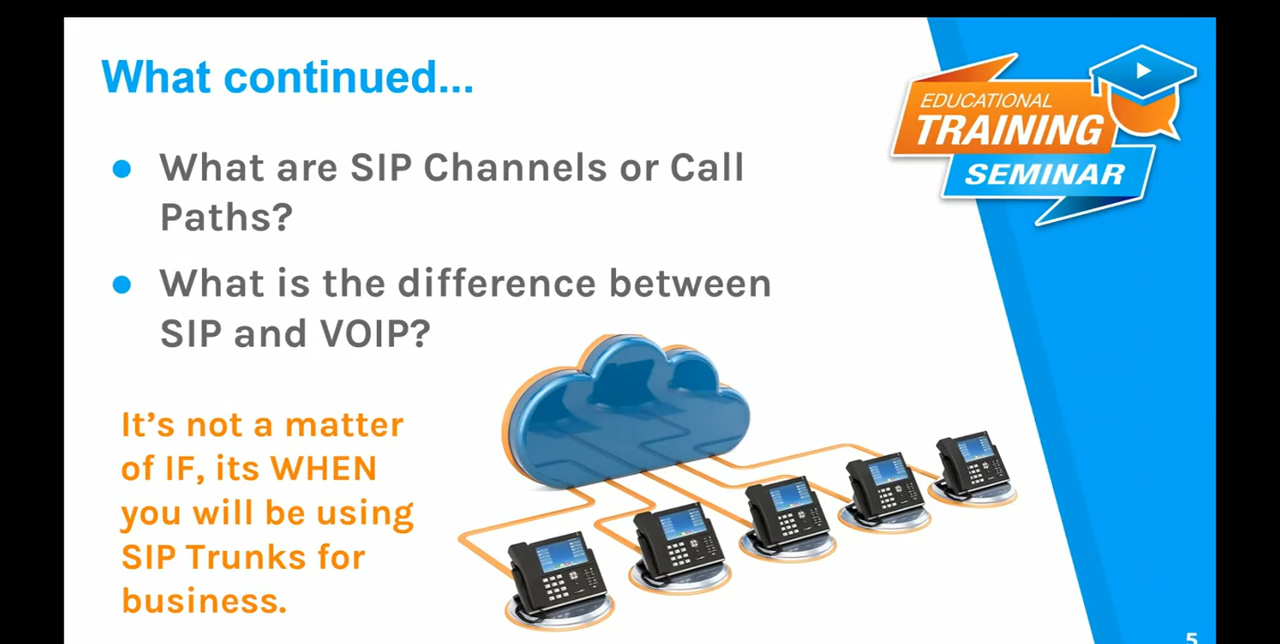 What continued...
EDUCATIONAL
TRAINING
SEMINAR
● What are SIP Channels or Call
Paths?
● What is the difference between
SIP and VOIP?
It's not a matter
of IF, its WHEN
you will be using
SIP Trunks for
business.
5